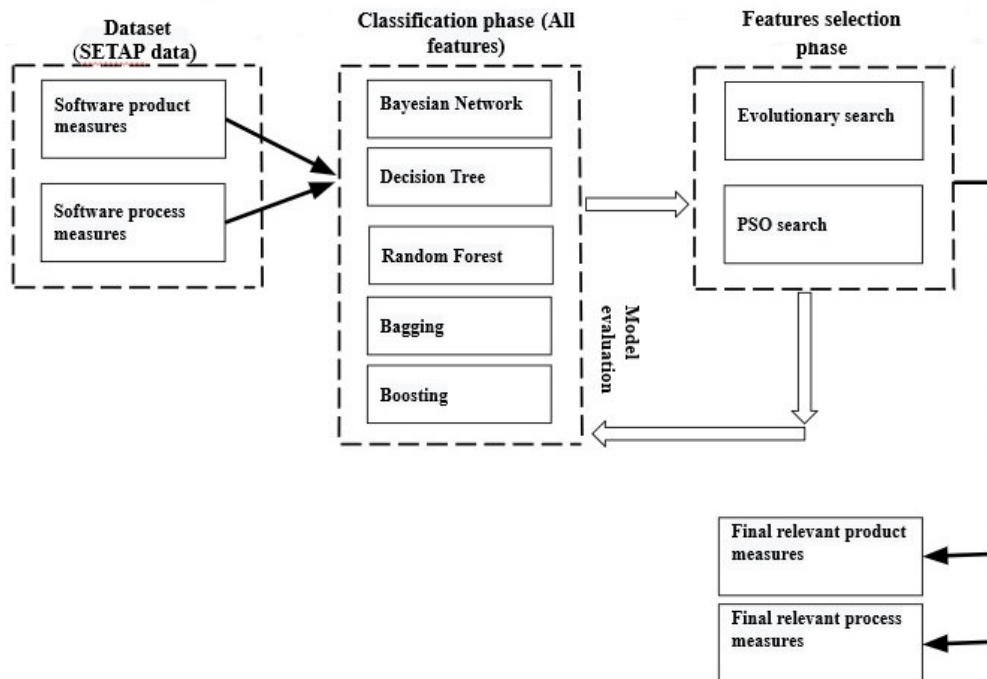 Dataset
(SETAP data)
Software product
measures
Software process
measures
Classification phase (All
features)
Bayesian Network
Decision Tree
Random Forest
Bagging
Boosting
Model
evaluation
Features selection
phase
Evolutionary search
PSO search
Final relevant product
measures
Final relevant process
measures